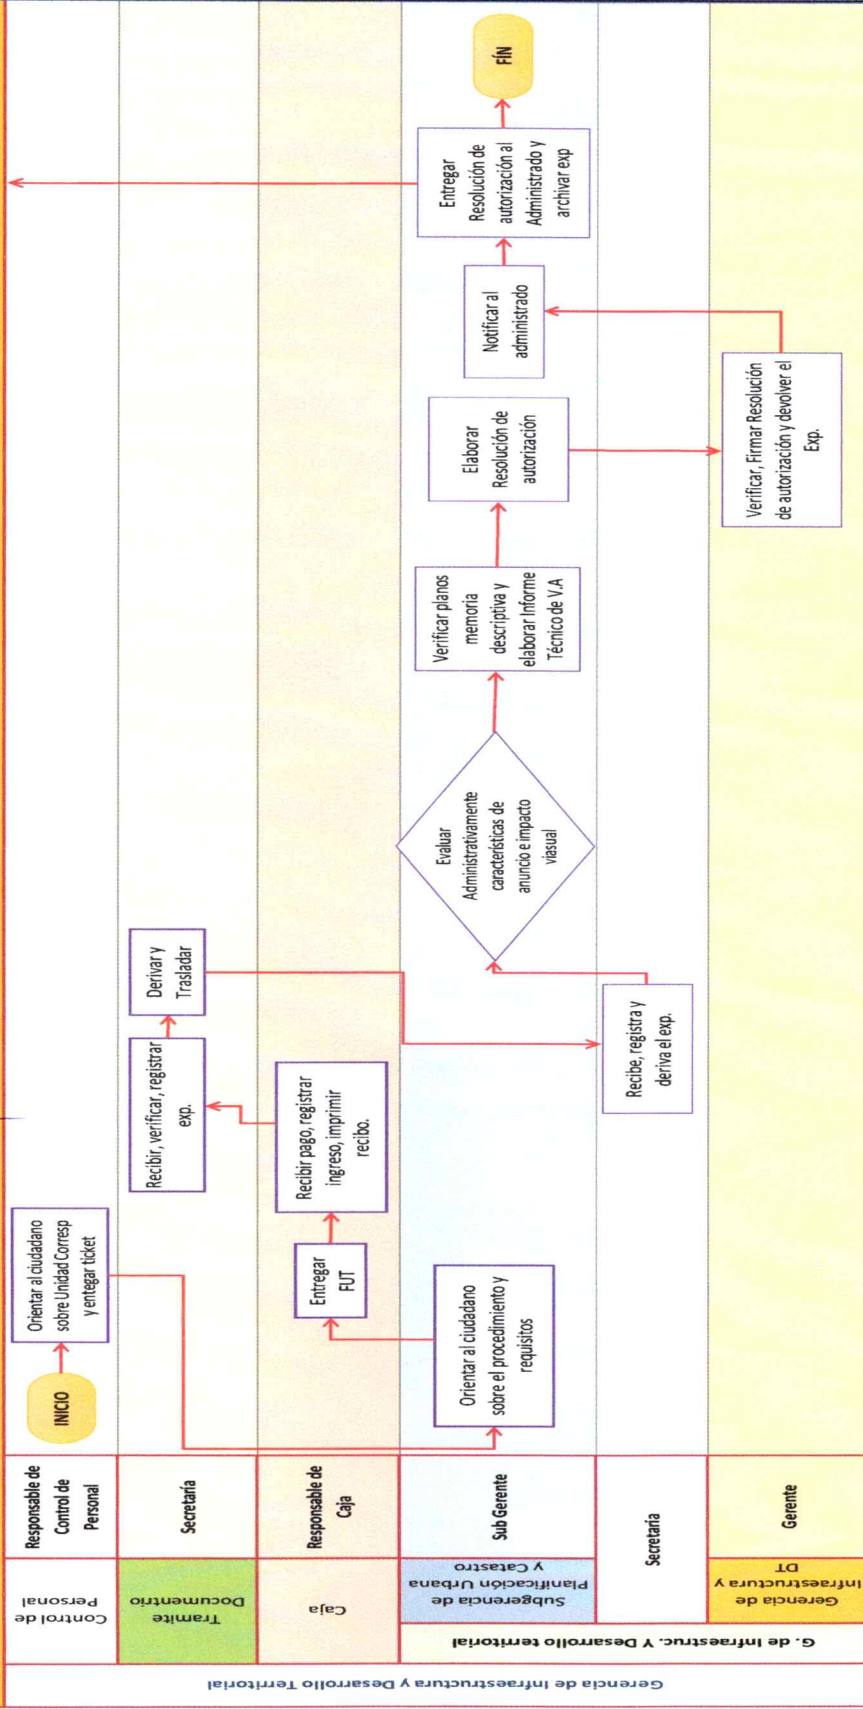 Gerencia de Infraestructura y Desarrollo Territorial
G. de Infraestruc. Y Desarrollo territorial
Control de
Personal
Responsable de
Control de
Personal
INICIO
Orientar al ciudadano
sobre Unidad Corresp
y entegar ticket
Tramite
Documentrio
Secretaría
Recibir, verificar, registrar
exp.
Derivar y
Trasladar
Caja
Responsable de
Caja
Entregar
FUT
Recibir pago, registrar
ingreso, imprimir
recibo.
Subgerencia de
Planificación Urbana
y Catastro
Sub Gerente
Orientar al ciudadano
sobre el procedimiento y
requisitos
Evaluar
Administrativamente
características de
anuncio e impacto
viasual
Verificar planos
memoria
descriptiva y
elaborar Informe
Técnico de V.A
Elaborar
Resolución de
autorización
Notificar al
administrado
Entregar
Resolución de
autorización al
Administrado y
archivar exp
FÍN
Secretaria
Recibe, registra y
deriva el exp.
Gerencia de
Infraestructura y
DT
Gerente
Verificar, Firmar Resolución
de autorización y devolver el
Exp.